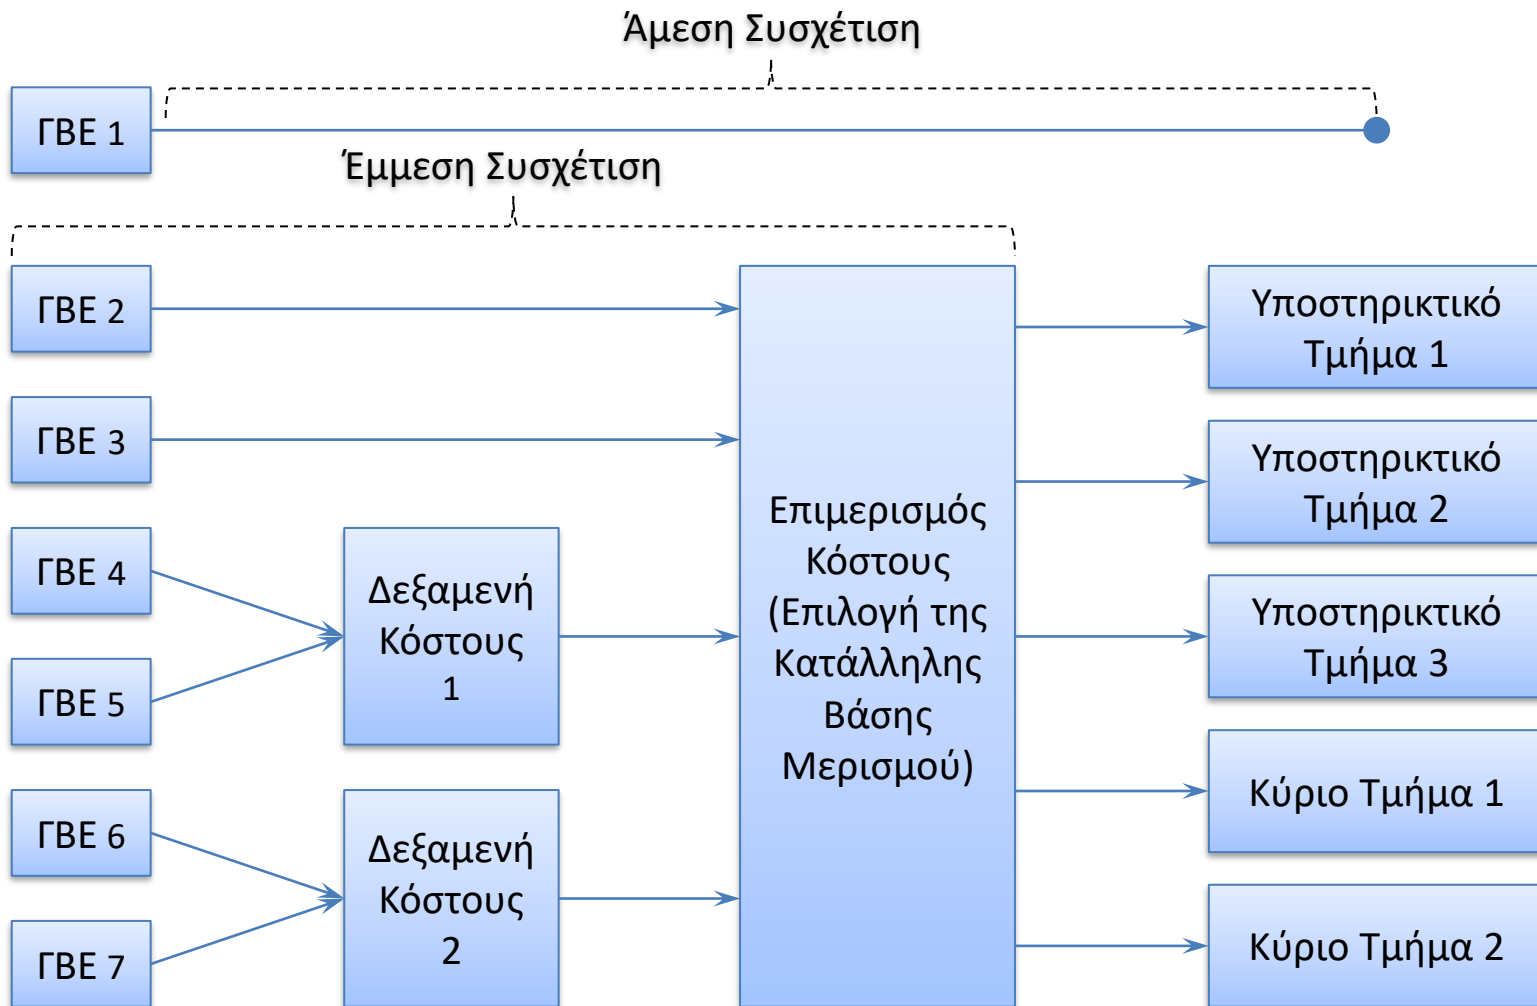 Άμεση Συσχέτιση
ΓΒΕ 1
Έμμεση Συσχέτιση
ΓΒΕ 2
ΓΒΕ 3
ΓΒΕ 4
ΓΒΕ 5
ΓΒΕ 6
ΓΒΕ 7
Δεξαμενή
Κόστους
1
Δεξαμενή
Κόστους
2
Επιμερισμός
Κόστους
(Επιλογή της
Κατάλληλης
Βάσης
Μερισμού)
Υποστηρικτικό
Τμήμα 1
Υποστηρικτικό
Τμήμα 2
Υποστηρικτικό
Τμήμα 3
Κύριο Τμήμα 1
Κύριο Τμήμα 2